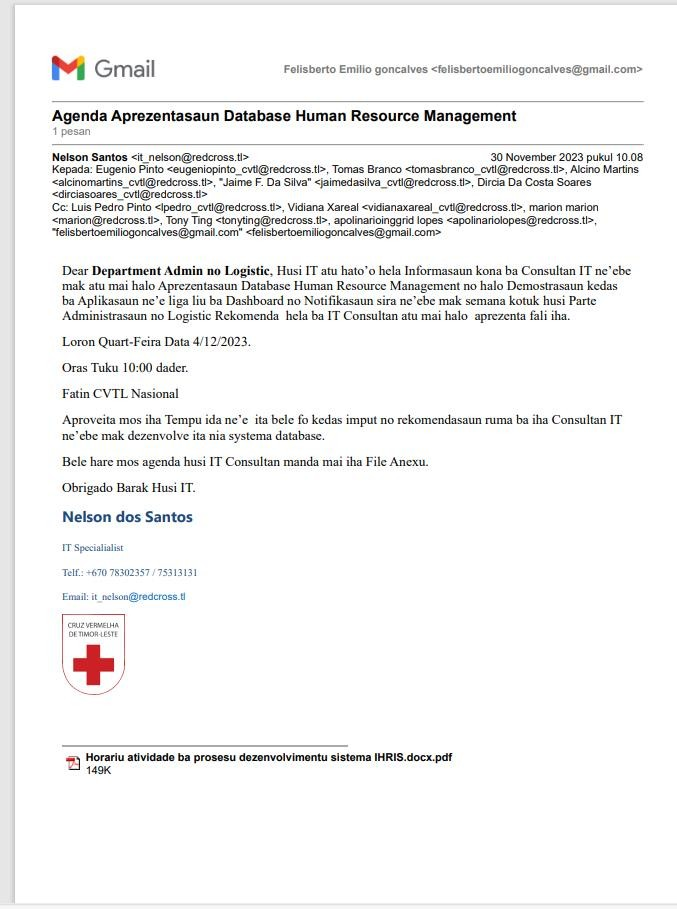 Gmail
Felisberto Emilio goncalves <felisbertoemiliogoncalves@gmail.com>
Agenda Aprezentasaun Database Human Resource Management
1 pesan
Nelson Santos <it_nelson@redcross.tl>
30 November 2023 pukul 10.08
Kepada: Eugenio Pinto <eugeniopinto_cvtl@redcross.tl>, Tomas Branco <tomasbranco_cvtl@redcross.tl>, Alcino Martins
<alcinomartins_cvtl@redcross.tl>, "Jaime F. Da Silva" <jaimedasilva_cvtl@redcross.tl>, Dircia Da Costa Soares
<dirciasoares_cvtl@redcross.tl>
Cc: Luis Pedro Pinto <lpedro_cvtl@redcross.tl>, Vidiana Xareal <vidianaxareal_cvtl@redcross.tl>, marion marion
<marion@redcross.tl>, Tony Ting <tonyting@redcross.tl>, apolinarioinggrid lopes <apolinariolopes@redcross.tl>,
"felisbertoemiliogoncalves@gmail.com" <felisbertoemiliogoncalves@gmail.com>
Dear Department Admin no Logistic, Husi IT atu hato’o hela Informasaun kona ba Consultan IT ne’ebe
mak atu mai halo Aprezentasaun Database Human Resource Management no halo Demostrasaun kedas
ba Aplikasaun ne’e liga liu ba Dashboard no Notifikasaun sira ne’ebe mak semana kotuk husi Parte
Administrasaun no Logistic Rekomenda hela ba IT Consultan atu mai halo aprezenta fali iha.
Loron Quart-Feira Data 4/12/2023.
Oras Tuku 10:00 dader.
Fatin CVTL Nasional
Aproveita mos iha Tempu ida ne’e ita bele fo kedas imput no rekomendasaun ruma ba iha Consultan IT
ne’ebe mak dezenvolve ita nia systema database.
Bele hare mos agenda husi IT Consultan manda mai iha File Anexu.
Obrigado Barak Husi IT.
Nelson dos Santos
IT Specialialist
Telf.: +670 78302357 / 75313131
Email: it_nelson@redcross.tl
CRUZ VERMELHA
DE TIMOR-LESTE
Horariu atividade ba prosesu dezenvolvimentu sistema IHRIS.docx.pdf
149K